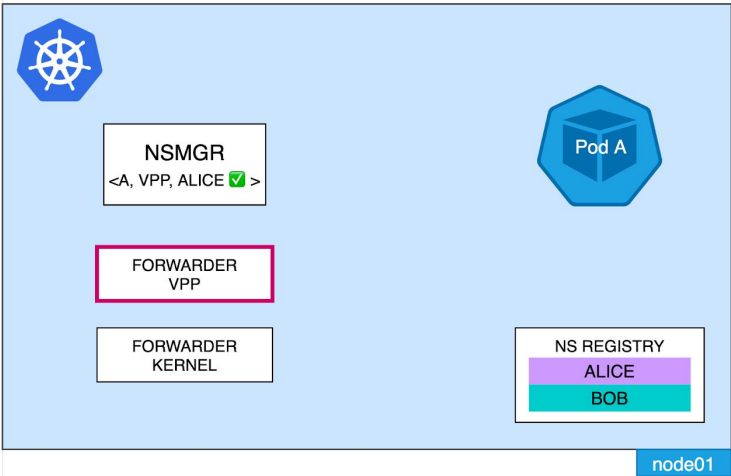 NSMGR
<A, VPP, ALICE ✅ >
Pod A
FORWARDER
VPP
FORWARDER
KERNEL
NS REGISTRY
ALICE
BOB
node01